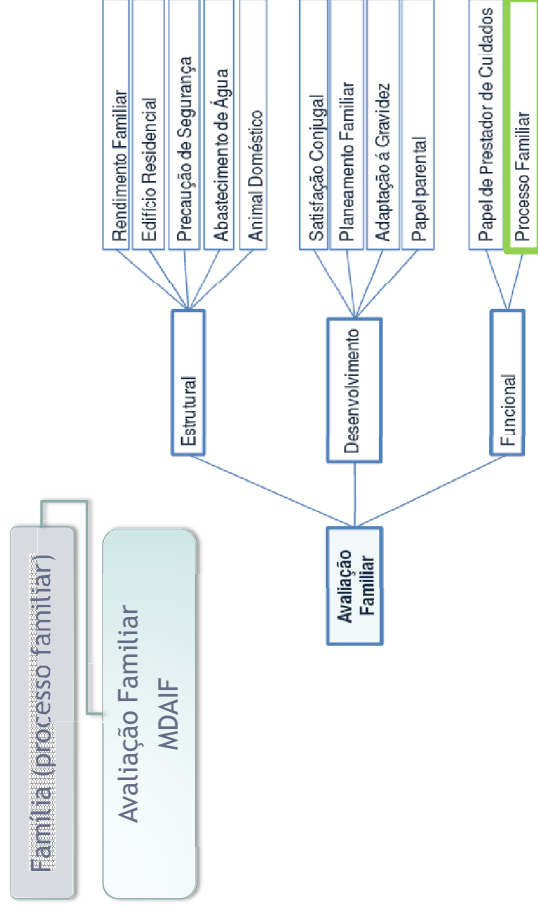 Família (processo familiar)
Avaliação Familiar
MDAIF
Avaliação
Familiar
Estrutural
Rendimento Familiar
Edifício Residencial
Precaução de Segurança
Abastecimento de Água
Animal Doméstico
Desenvolvimento
Satisfação Conjugal
Planeamento Familiar
Adaptação á Gravidez
Papel parental
Funcional
Papel de Prestador de Cuidados
Processo Familiar